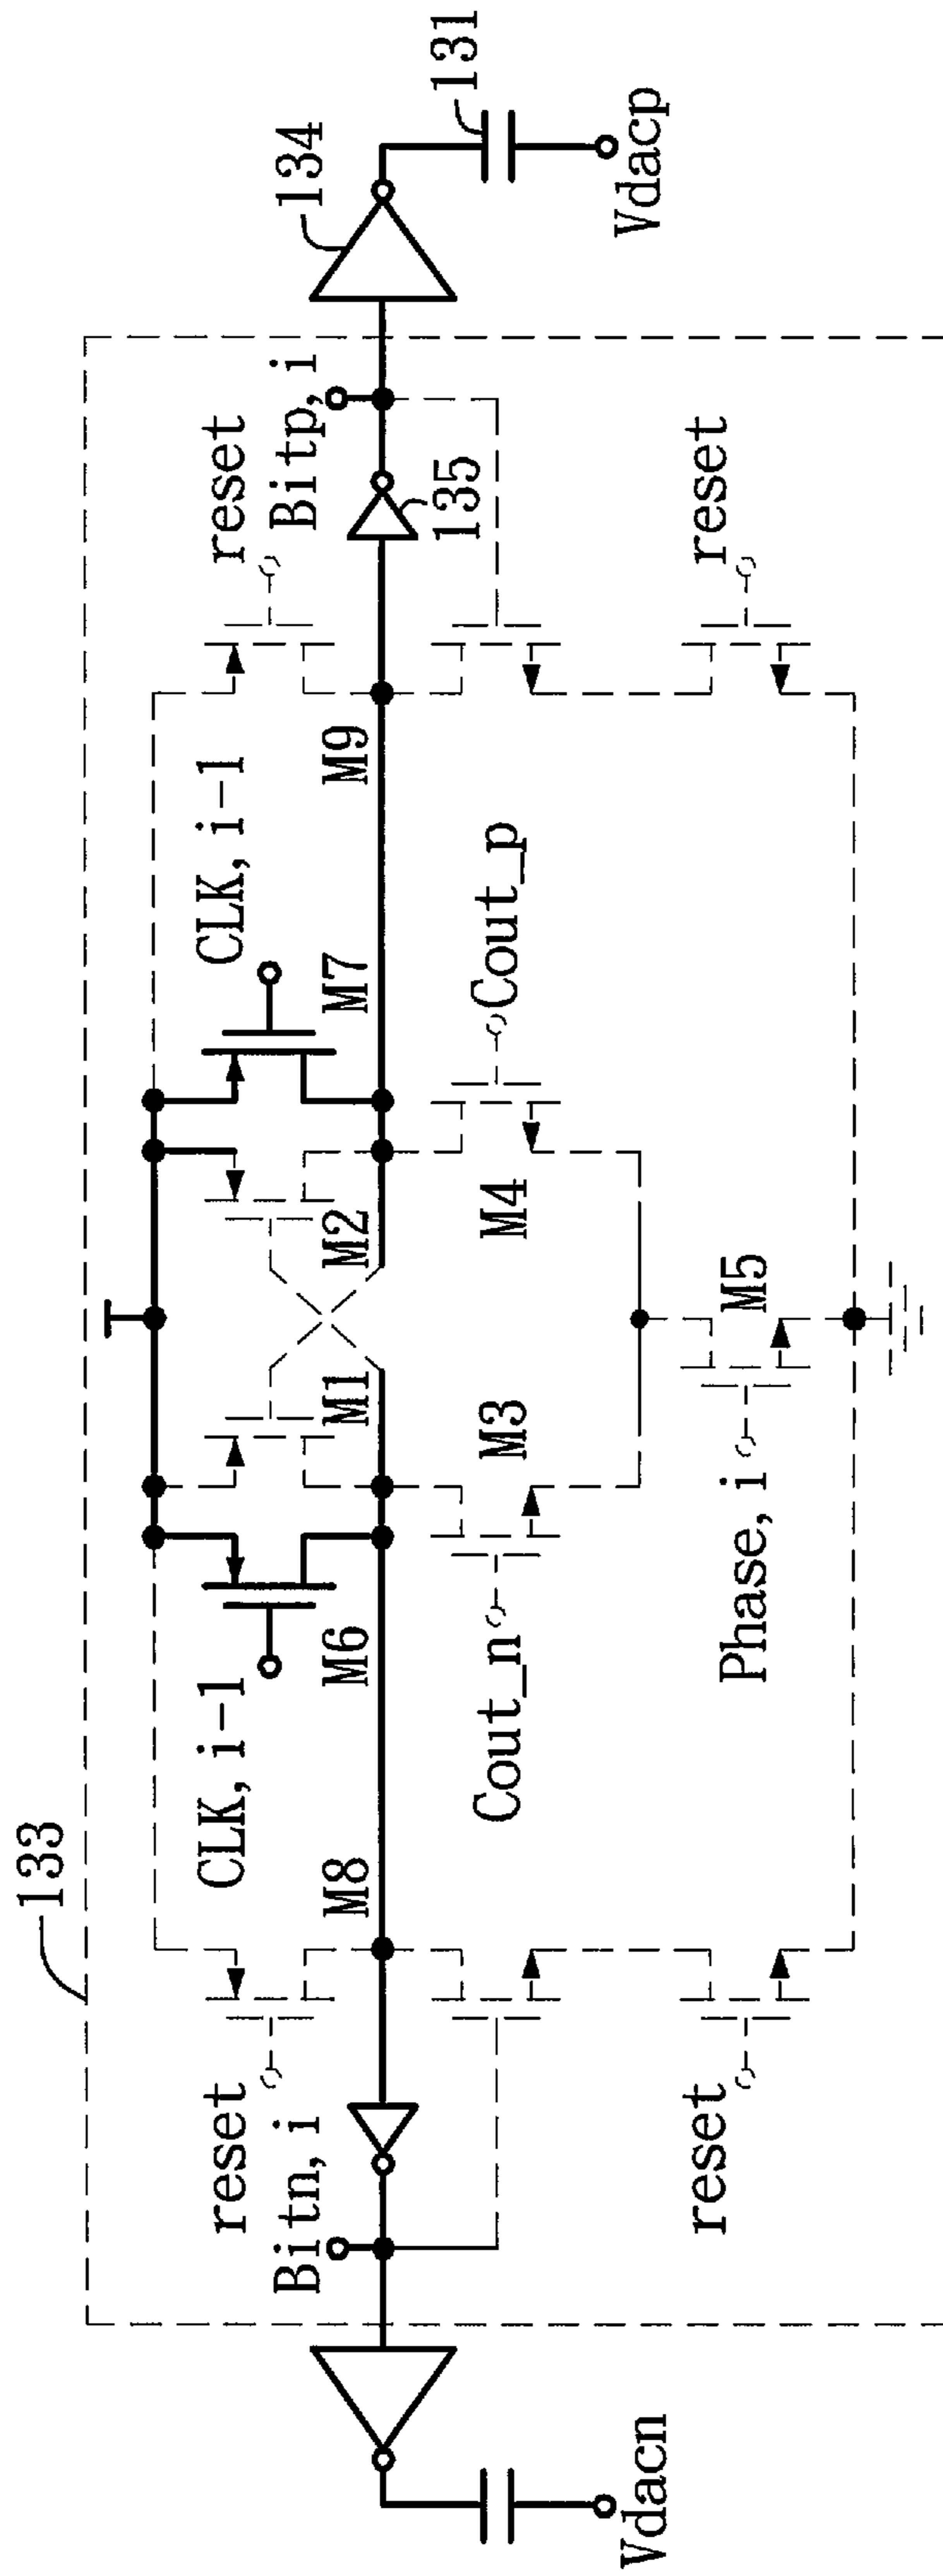 133
CLK, i-1
CLK, i-1
reset
reset
Bitn, i
Bitp, i
134
131
M8
M6
M1
M2
M7
M9
135
Vdacn
Vdacp
Cout_n
M3
M4
Cout_p
reset
Phase, i
M5
reset